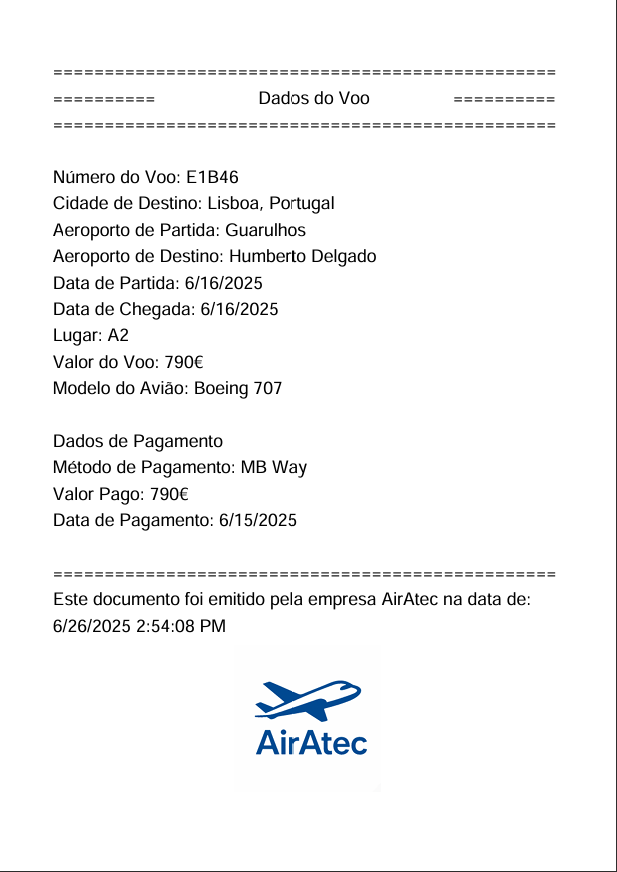 =================================================
========== Dados do Voo ==========
=================================================
Número do Voo: E1B46
Cidade de Destino: Lisboa, Portugal
Aeroporto de Partida: Guarulhos
Aeroporto de Destino: Humberto Delgado
Data de Partida: 6/16/2025
Data de Chegada: 6/16/2025
Lugar: A2
Valor do Voo: 790€
Modelo do Avião: Boeing 707
Dados de Pagamento
Método de Pagamento: MB Way
Valor Pago: 790€
Data de Pagamento: 6/15/2025
=================================================
Este documento foi emitido pela empresa AirAtec na data de:
6/26/2025 2:54:08 PM
AirAtec